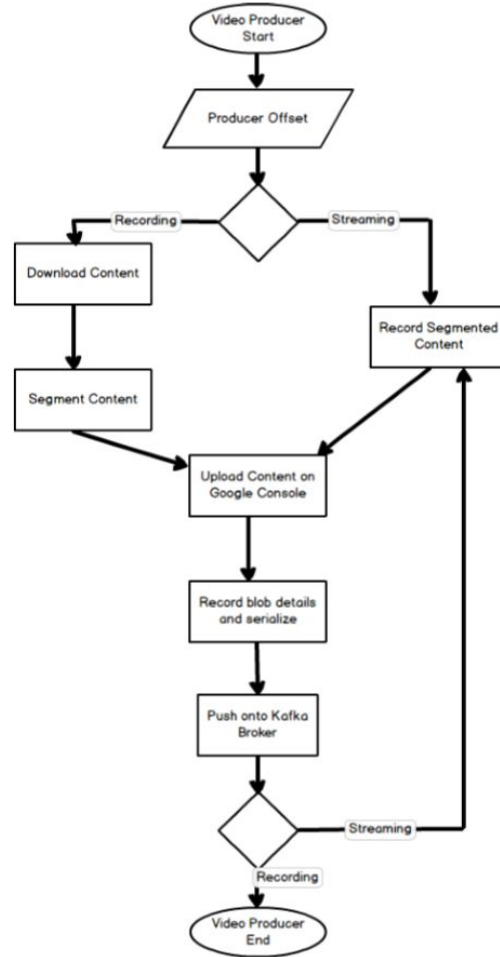 Video Producer
Start
Producer Offset
Recording
Streaming
Download Content
Record Segmented
Content
Segment Content
Upload Content on
Google Console
Record blob details
and serialize
Push onto Kafka
Broker
Streaming
Recording
Video Producer
End